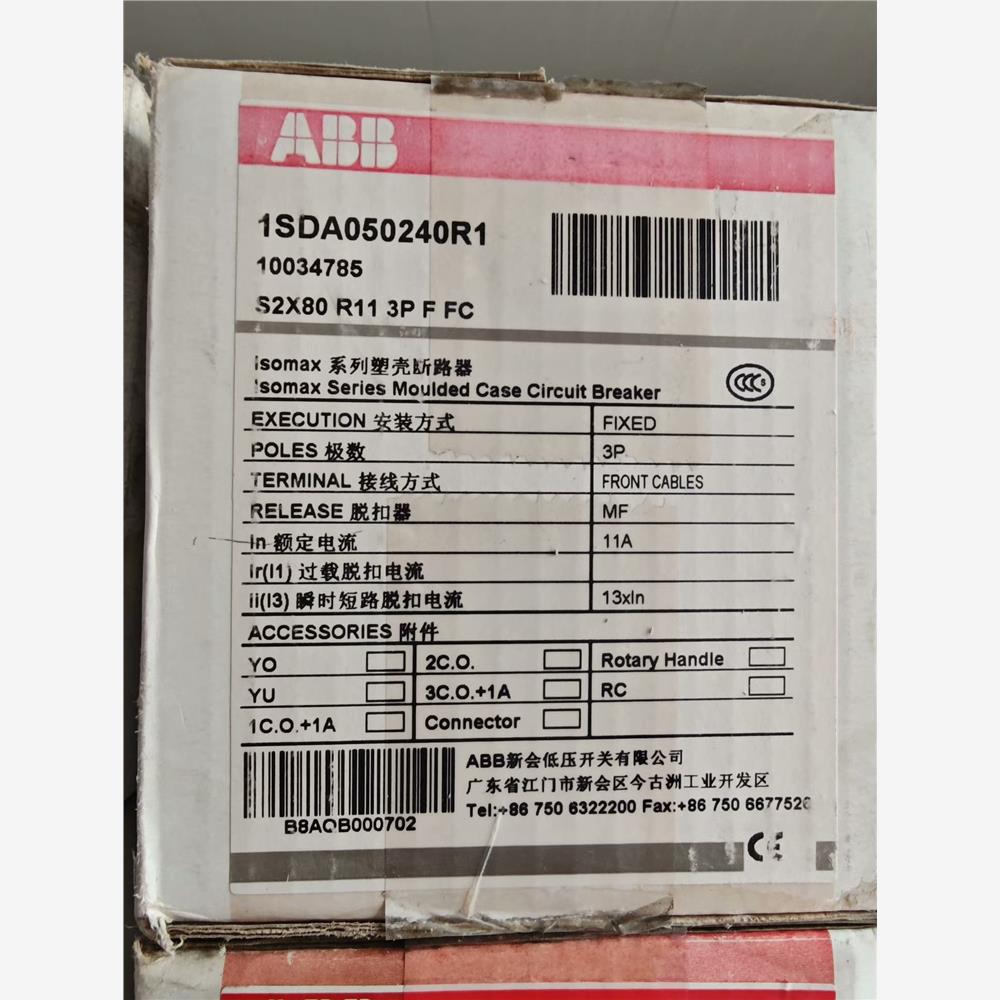 ABB
1SDA050240R1
10034785
S2X80 R11 3P F FC
Isomax 系列塑壳断路器
Isomax Series Moulded Case Circuit Breaker
CCC S
EXECUTION 安装方式 FIXED
POLES 极数 3P
TERMINAL 接线方式 FRONT CABLES
RELEASE 脱扣器 MF
In 额定电流 11A
Ir(I1) 过载脱扣电流
Ii(I3) 瞬时短路脱扣电流 13xIn
ACCESSORIES 附件
YO 2C.O. Rotary Handle
YU 3C.O.+1A RC
1C.O.+1A Connector
ABB新会低压开关有限公司
广东省江门市新会区今古洲工业开发区
Tel:+86 750 6322200 Fax:+86 750 6677526
B8AQB000702
CE